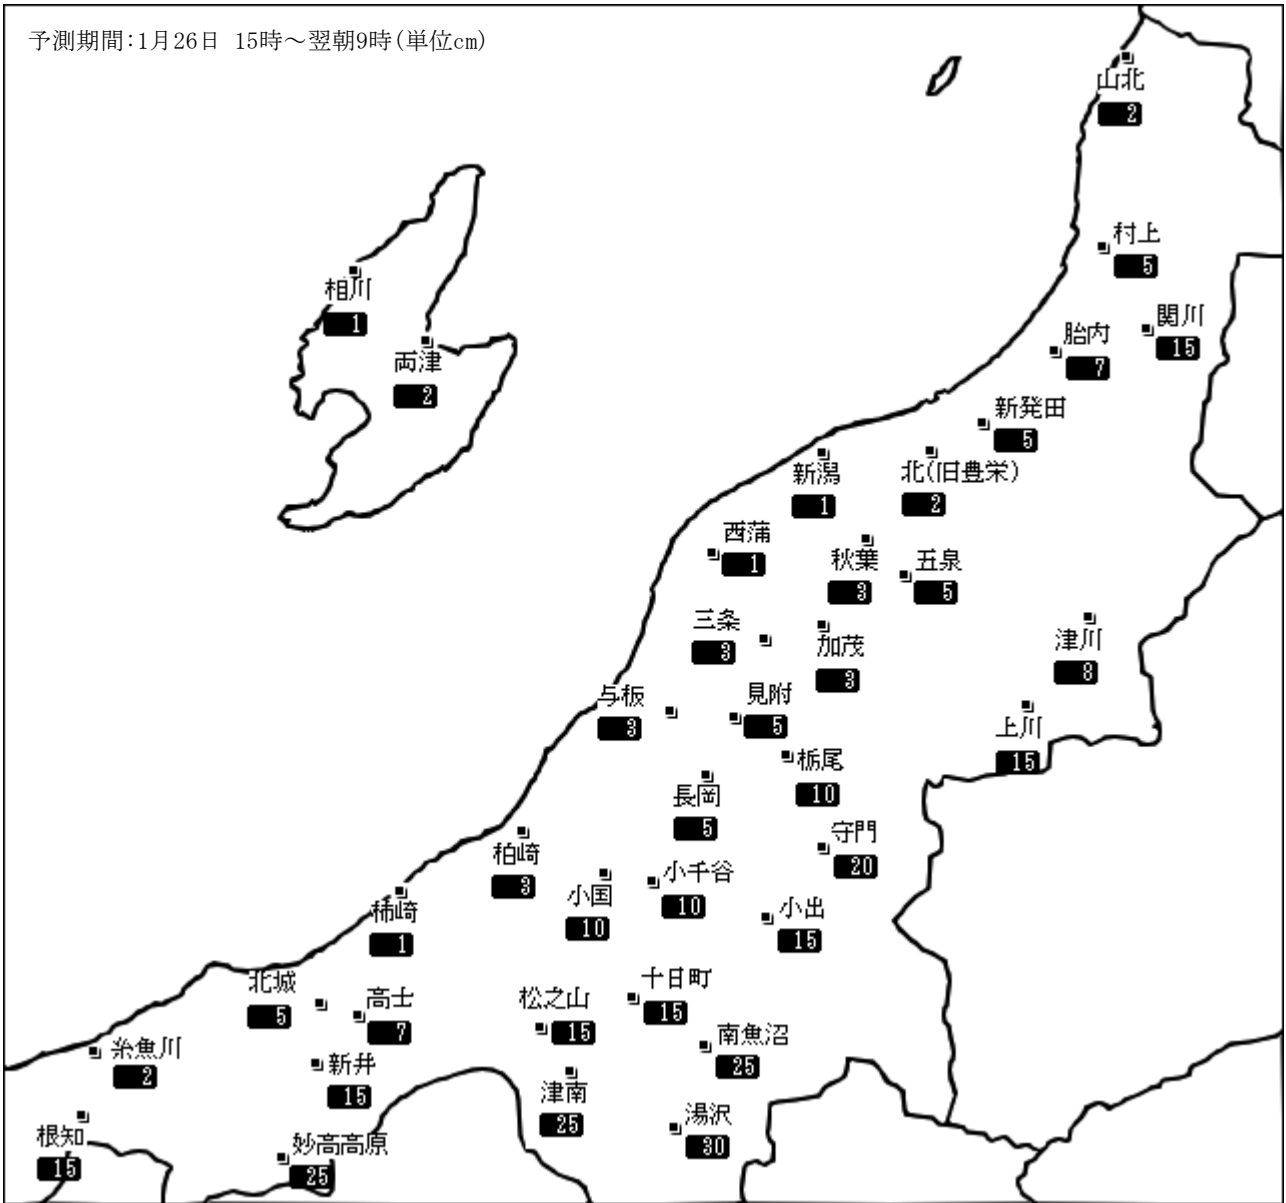 予測期間:1月26日 15時～翌朝9時(単位cm)
山北
2
村上
5
相川
1
関川
15
胎内
7
両津
2
新発田
5
新潟
1
北(旧豊栄)
2
西蒲
1
秋葉
3
五泉
5
三条
3
加茂
3
津川
8
与板
3
見附
5
上川
15
栃尾
10
長岡
5
守門
20
柏崎
3
小国
10
小千谷
10
小出
15
柿崎
1
北城
5
高士
7
松之山
15
十日町
15
南魚沼
25
糸魚川
2
新井
15
津南
25
湯沢
30
根知
15
妙高高原
25